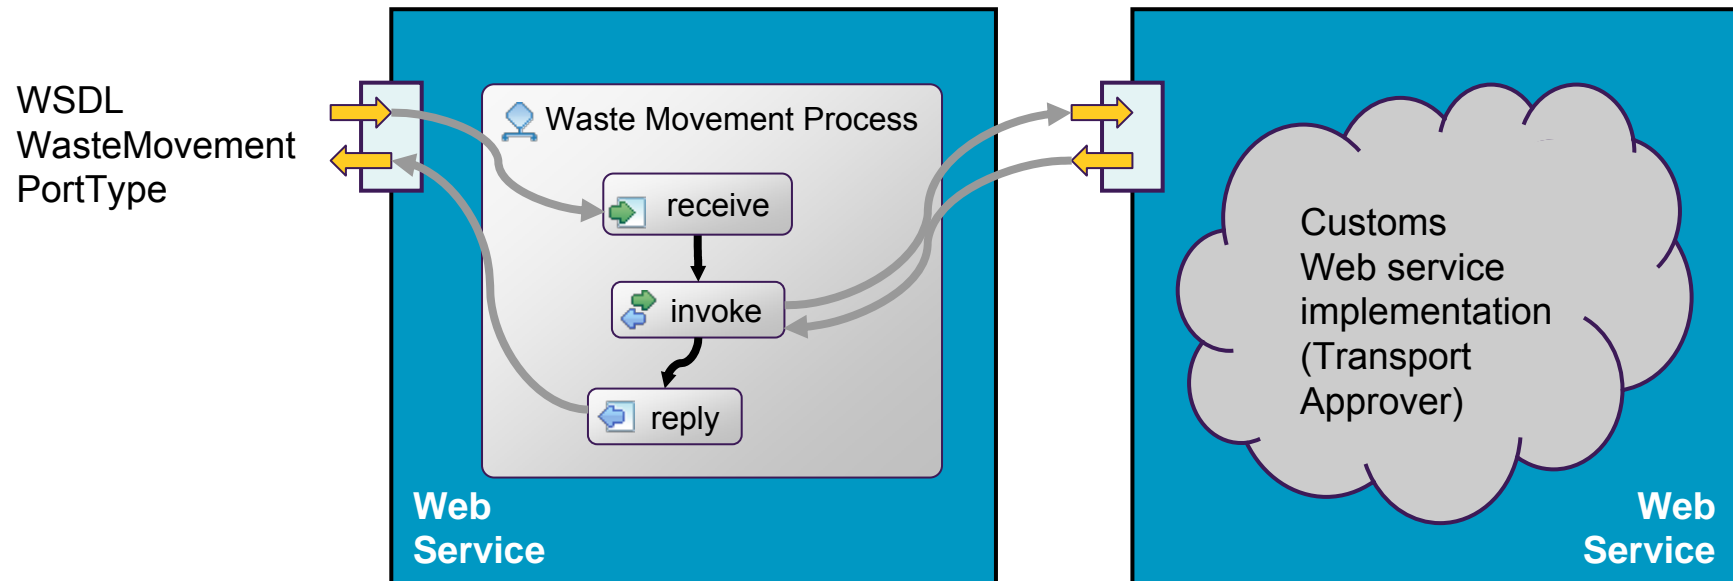 WSDL
WasteMovement
PortType
Waste Movement Process
receive
invoke
reply
Web
Service
Customs
Web service
implementation
(Transport
Approver)
Web
Service